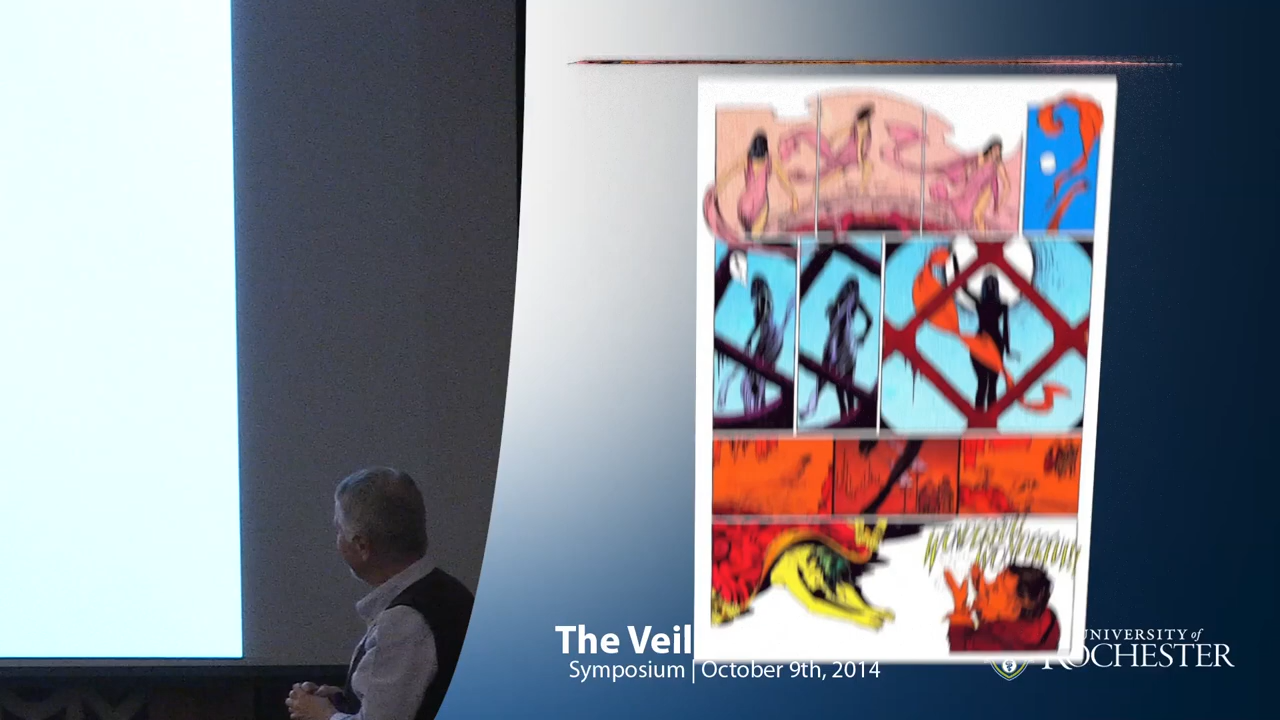 The Veil
Symposium | October 9th, 2014
UNIVERSITY of
ROCHESTER